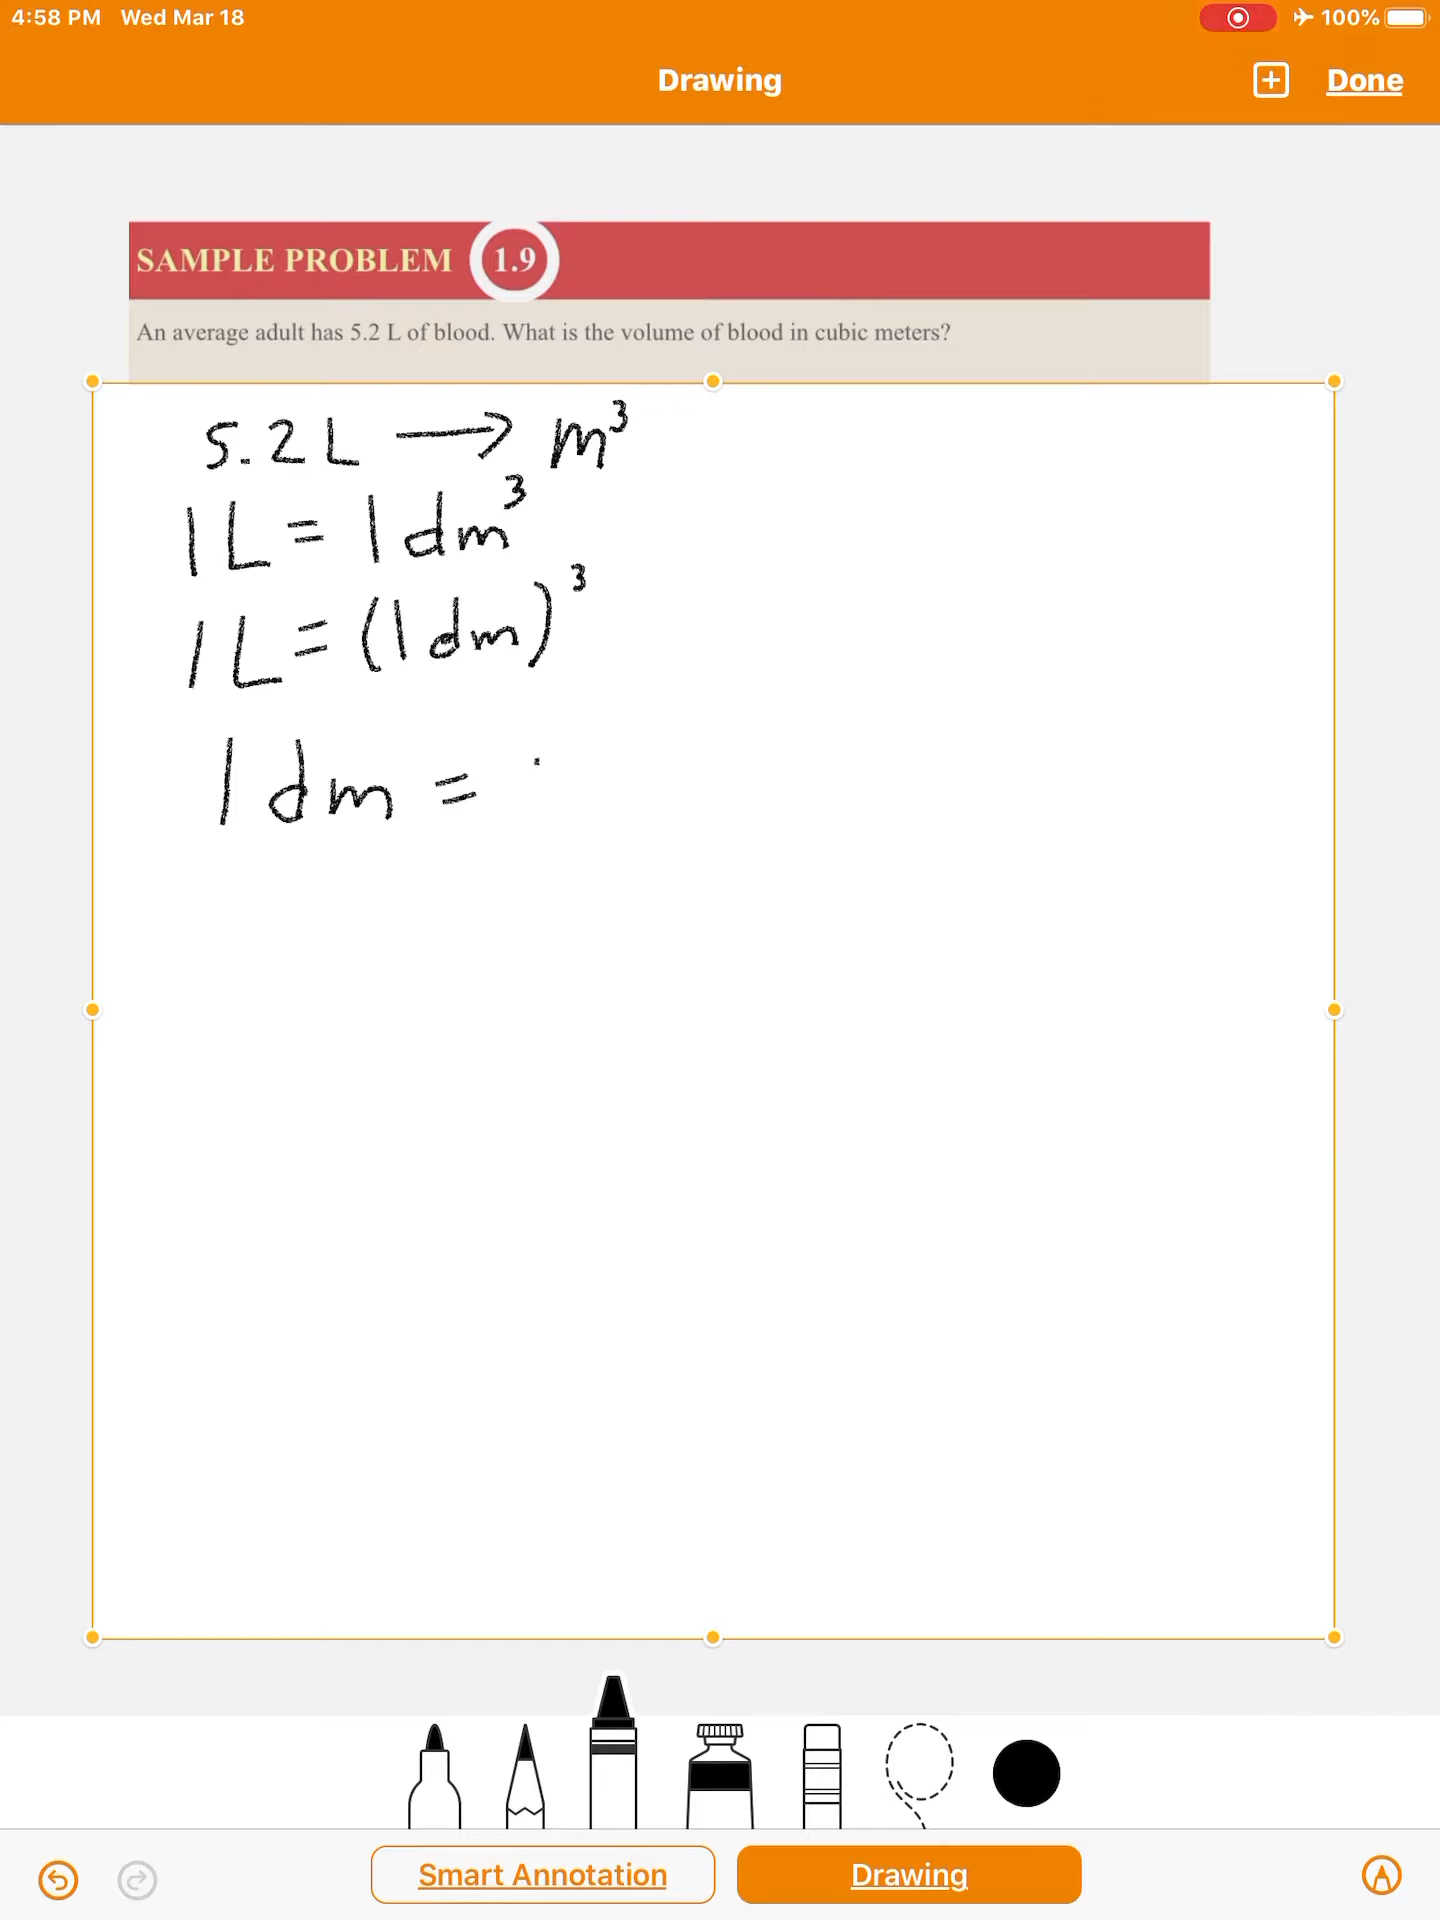 4:58 PM Wed Mar 18 100%
Drawing Done
SAMPLE PROBLEM 1.9
An average adult has 5.2 L of blood. What is the volume of blood in cubic meters?
5.2 L → m³
1 L = 1 dm³
1 L = (1 dm)³
1 dm = .
Smart Annotation Drawing